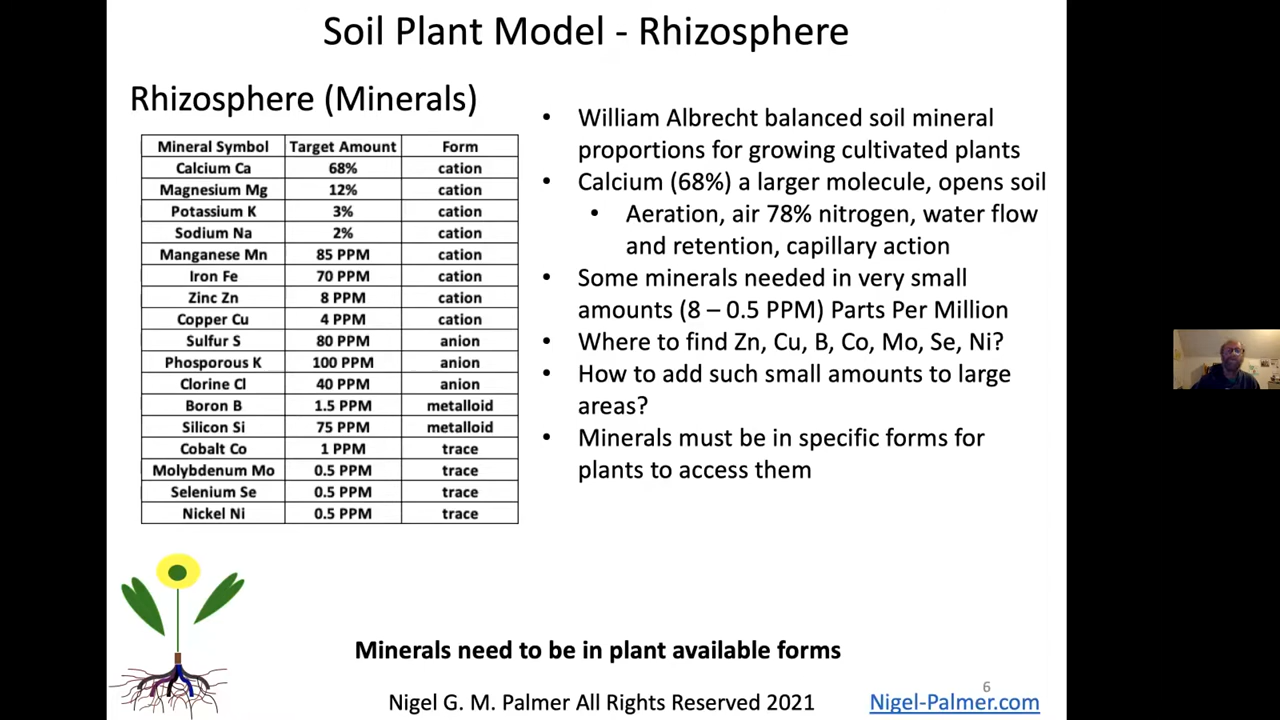 Soil Plant Model - Rhizosphere
Rhizosphere (Minerals)
Mineral Symbol Target Amount Form
Calcium Ca 68% cation
Magnesium Mg 12% cation
Potassium K 3% cation
Sodium Na 2% cation
Manganese Mn 85 PPM cation
Iron Fe 70 PPM cation
Zinc Zn 8 PPM cation
Copper Cu 4 PPM cation
Sulfur S 80 PPM anion
Phosporous K 100 PPM anion
Clorine Cl 40 PPM anion
Boron B 1.5 PPM metalloid
Silicon Si 75 PPM metalloid
Cobalt Co 1 PPM trace
Molybdenum Mo 0.5 PPM trace
Selenium Se 0.5 PPM trace
Nickel Ni 0.5 PPM trace
• William Albrecht balanced soil mineral
proportions for growing cultivated plants
• Calcium (68%) a larger molecule, opens soil
• Aeration, air 78% nitrogen, water flow
and retention, capillary action
• Some minerals needed in very small
amounts (8 – 0.5 PPM) Parts Per Million
• Where to find Zn, Cu, B, Co, Mo, Se, Ni?
• How to add such small amounts to large
areas?
• Minerals must be in specific forms for
plants to access them
Minerals need to be in plant available forms
6
Nigel G. M. Palmer All Rights Reserved 2021
Nigel-Palmer.com